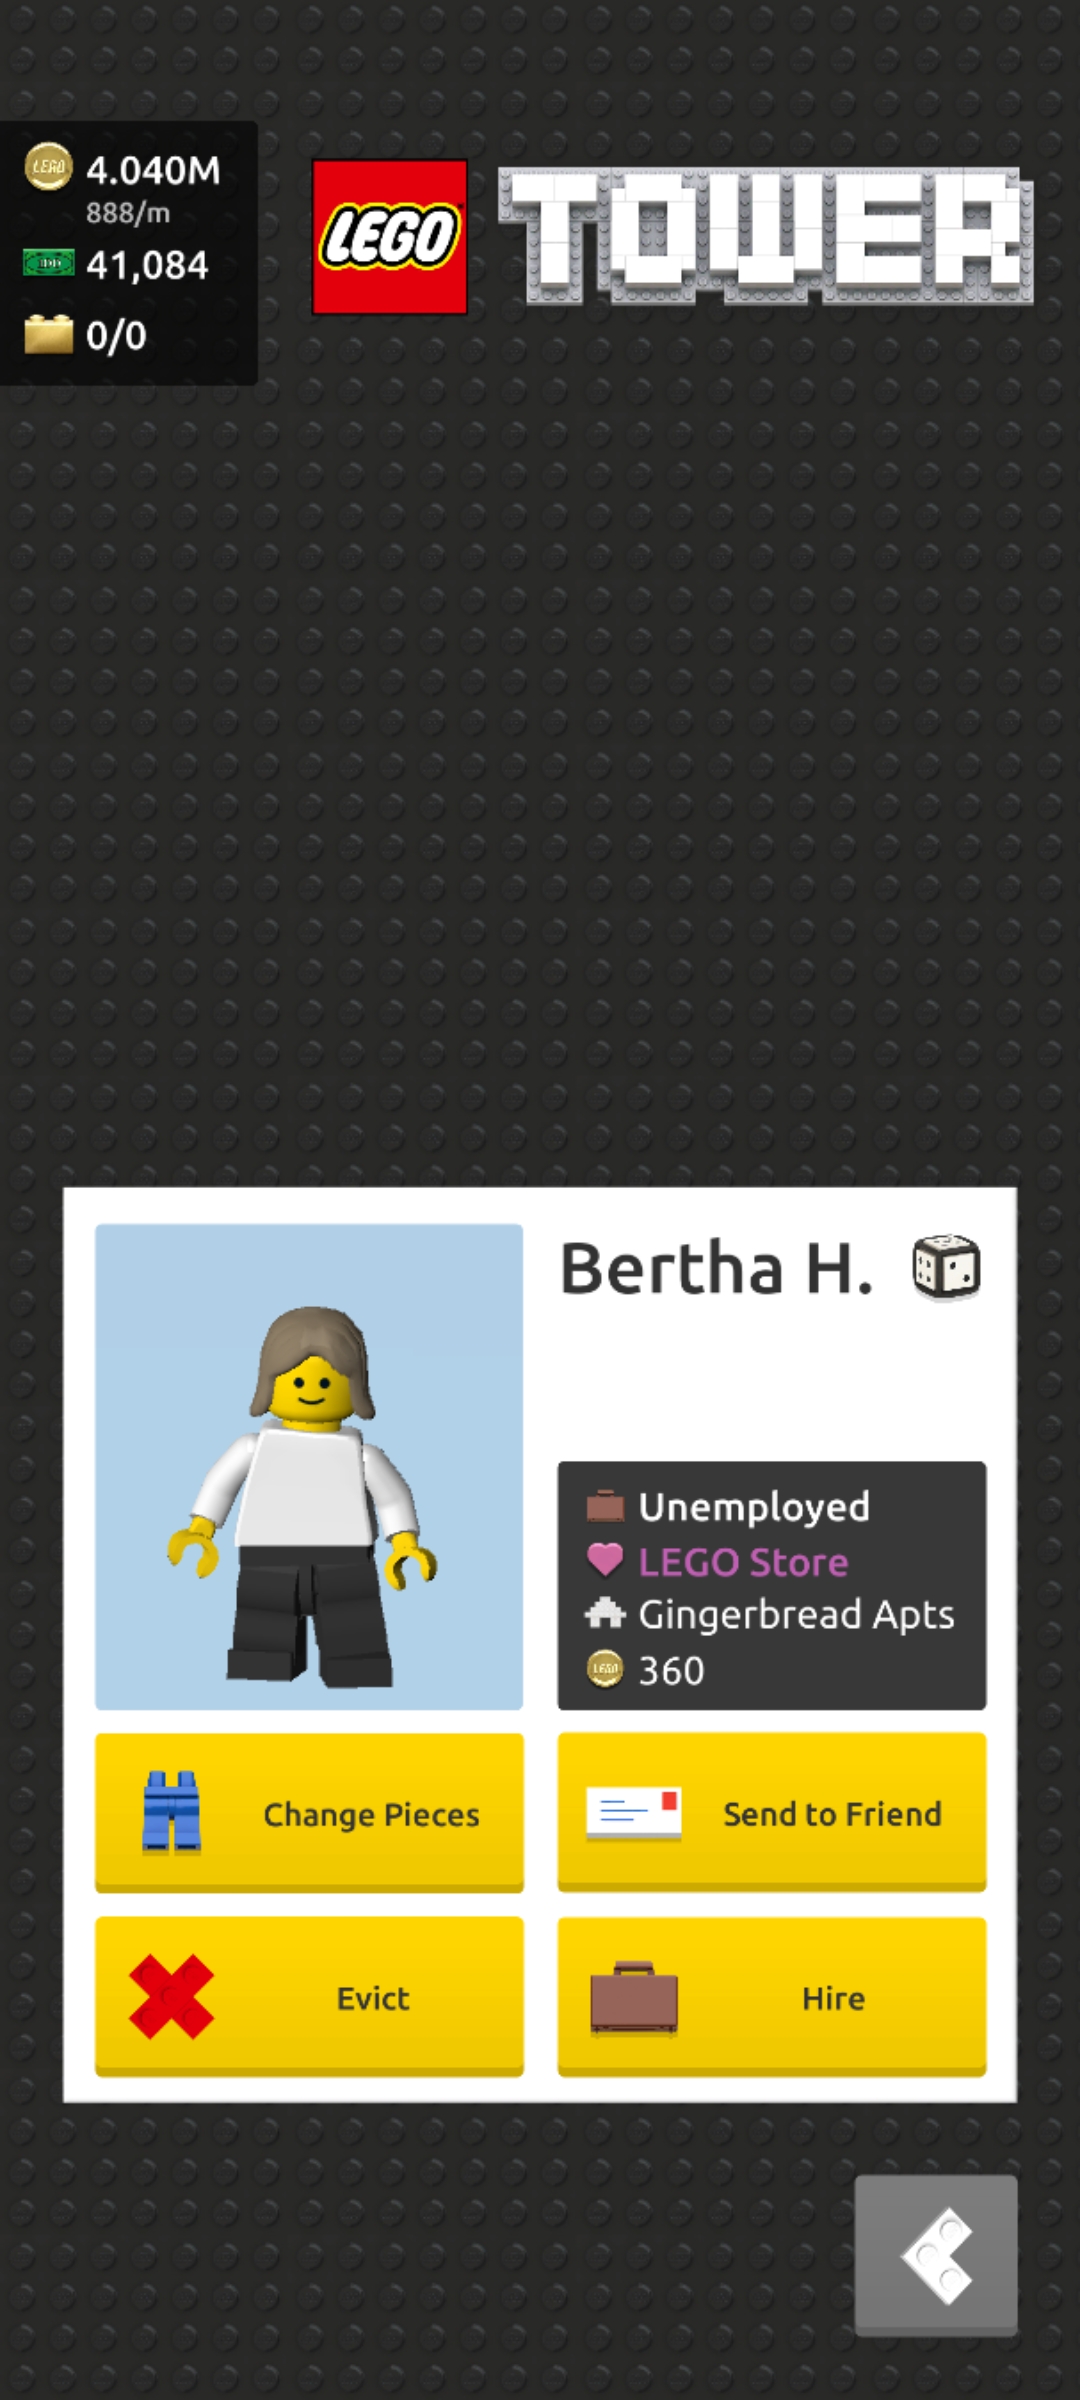 4.040M
888/m
41,084
0/0
LEGO TOWER
Bertha H.
Unemployed
LEGO Store
Gingerbread Apts
LEGO 360
Change Pieces
Send to Friend
Evict
Hire